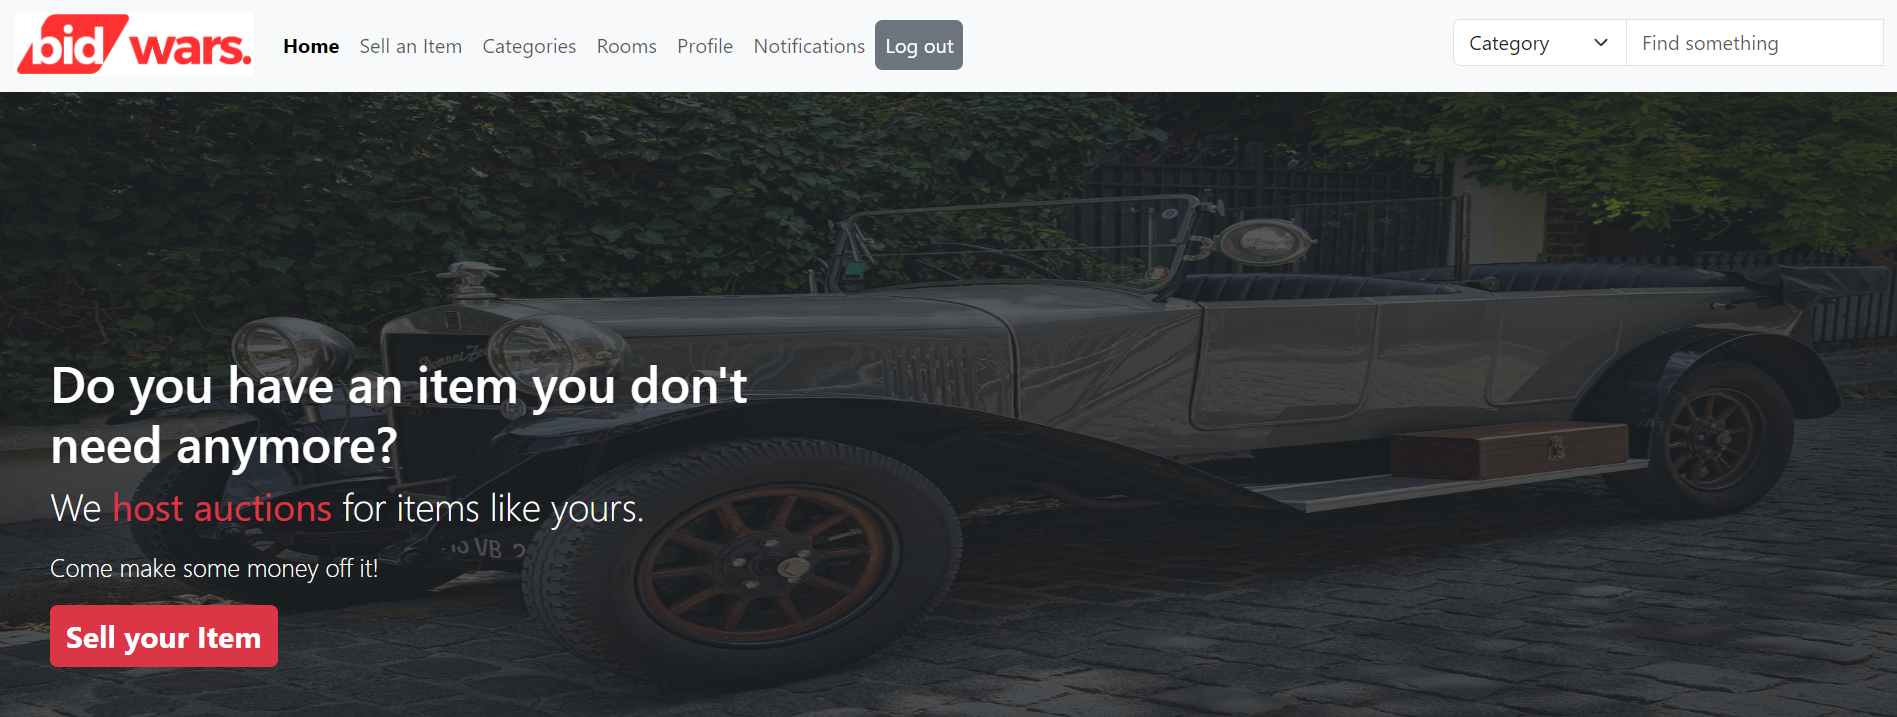 bid wars.
Home Sell an Item Categories Rooms Profile Notifications Log out
Category Find something
Do you have an item you don't
need anymore?
We host auctions for items like yours.
Come make some money off it!
Sell your Item
VB